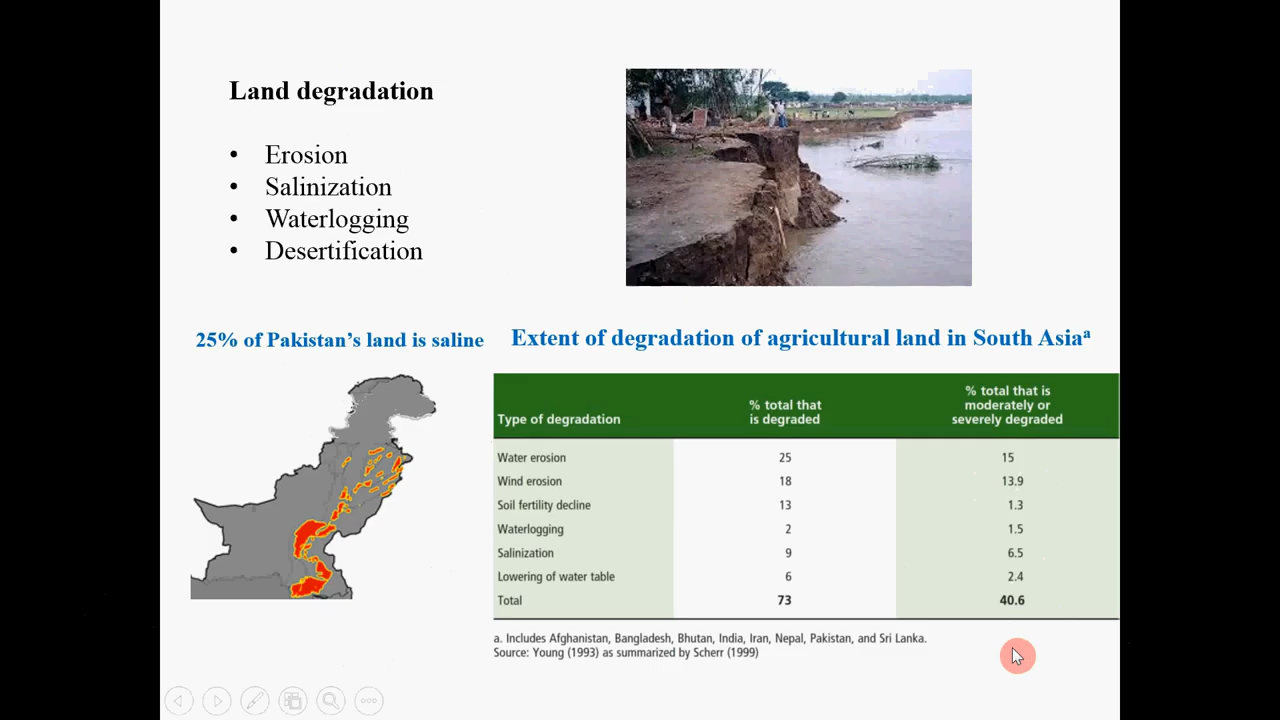 Land degradation
• Erosion
• Salinization
• Waterlogging
• Desertification
25% of Pakistan’s land is saline
Extent of degradation of agricultural land in South Asiaᵃ
Type of degradation % total that is degraded % total that is moderately or severely degraded
Water erosion 25 15
Wind erosion 18 13.9
Soil fertility decline 13 1.3
Waterlogging 2 1.5
Salinization 9 6.5
Lowering of water table 6 2.4
Total 73 40.6
a. Includes Afghanistan, Bangladesh, Bhutan, India, Iran, Nepal, Pakistan, and Sri Lanka.
Source: Young (1993) as summarized by Scherr (1999)